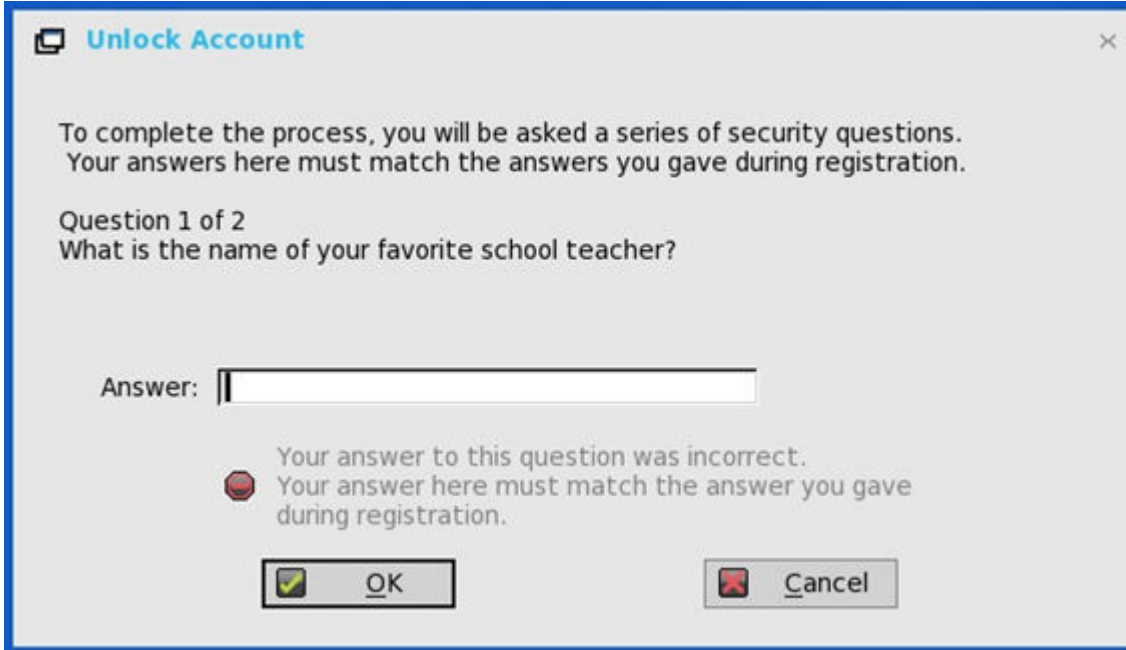 Unlock Account
To complete the process, you will be asked a series of security questions.
Your answers here must match the answers you gave during registration.
Question 1 of 2
What is the name of your favorite school teacher?
Answer:
Your answer to this question was incorrect.
Your answer here must match the answer you gave
during registration.
OK
Cancel